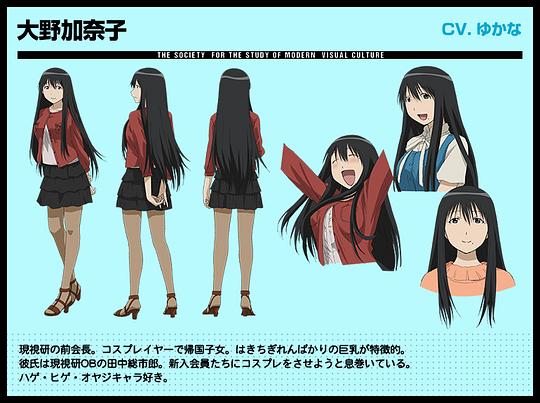 大野加奈子
CV. ゆかな
THE SOCIETY FOR THE STUDY OF MODERN VISUAL CULTURE
現視研の前会長。コスプレイヤーで帰国子女。はきちぎれんばかりの巨乳が特徴的。
彼氏は現視研OBの田中総市郎。新入会員たちにコスプレをさせようと息巻いている。
ハゲ・ヒゲ・オヤジキャラ好き。